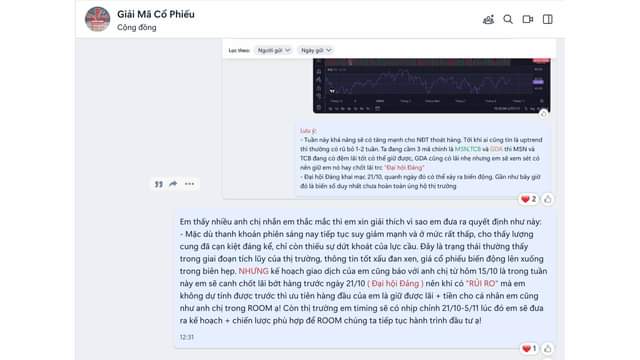 Giải Mã Cổ Phiếu
Cộng đồng
Lọc theo: Người gửi Ngày gửi
Lưu ý:
- Tuần này khả năng sẽ có tăng mạnh cho NĐT thoát hàng. Tới khi ai cũng tin là uptrend
thì thường có rũ bỏ 1-2 tuần. Ta đang cầm 3 mã chính là MSN,TCB và GDA thì MSN và
TCB đang có đệm lãi tốt có thể giữ được, GDA cũng có lãi nhẹ nhưng em sẽ xem sét có
nên giữ em nó hay chốt lãi trc "Đại hội Đảng"
- Đại hội Đảng khai mạc 21/10, quanh ngày đó có thể xảy ra biến động. Gần như bây giờ
đó là biến số duy nhất chưa hoàn toàn ủng hộ thị trường
2
Em thấy nhiều anh chị nhắn em thắc mắc thì em xin giải thích vì sao em đưa ra quyết định như này:
- Mặc dù thanh khoản phiên sáng nay tiếp tục suy giảm mạnh và ở mức rất thấp, cho thấy lượng
cung đã cạn kiệt đáng kể, chỉ còn thiếu sự dứt khoát của lực cầu. Đây là trạng thái thường thấy
trong giai đoạn tích lũy của thị trường, thông tin tốt xấu đan xen, giá cổ phiếu biến động lên xuống
trong biên hẹp. NHƯNG kế hoạch giao dịch của em cũng báo với anh chị từ hôm 15/10 là trong tuần
này em sẽ canh chốt lãi bớt hàng trước ngày 21/10 ( Đại hội Đảng ) nên khi có "RỦI RO" mà em
không dự tính được trước thì ưu tiên hàng đầu của em là giữ được lãi + tiền cho cá nhân em cũng
như anh chị trong ROOM ạ! Còn thị trường em timing sẽ có nhịp chỉnh 21/10-5/11 lúc đó em sẽ đưa
ra kế hoạch + chiến lược phù hợp để ROOM chúng ta tiếp tục hành trình đầu tư ạ!
12:31
1